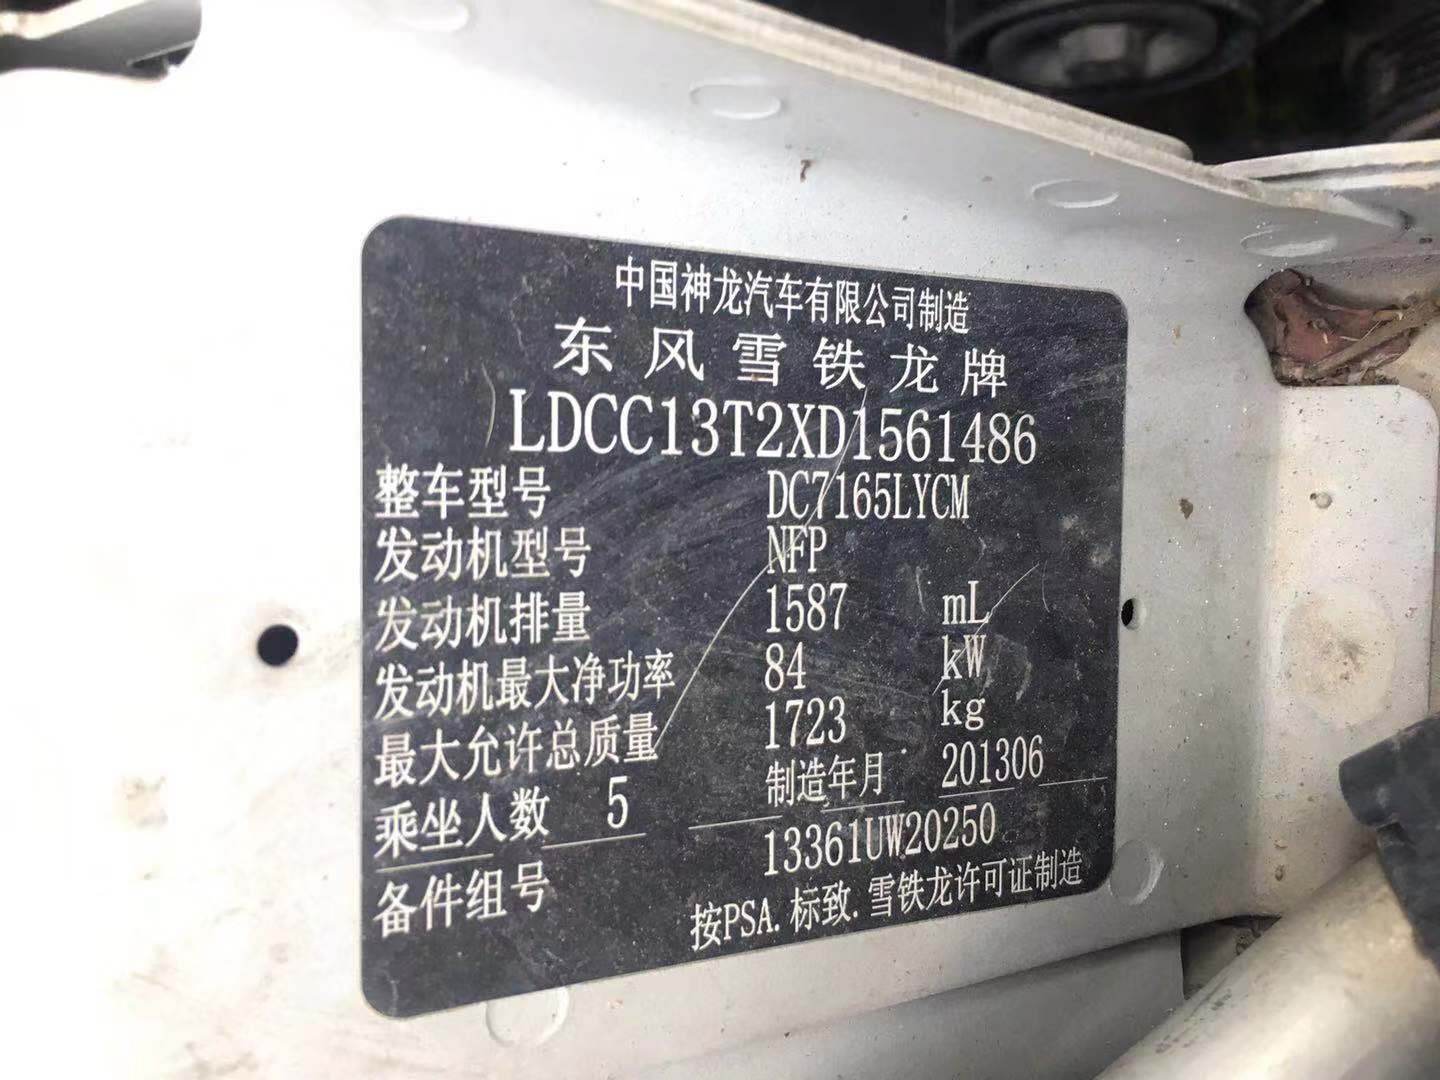 中国神龙汽车有限公司制造
东风雪铁龙牌
LDCC13T2XD1561486
整车型号 DC7165LYCM
发动机型号 NFP
发动机排量 1587 mL
发动机最大净功率 84 kW
最大允许总质量 1723 kg
乘坐人数 5 制造年月 201306
备件组号 13361UW20250
按PSA.标致.雪铁龙许可证制造